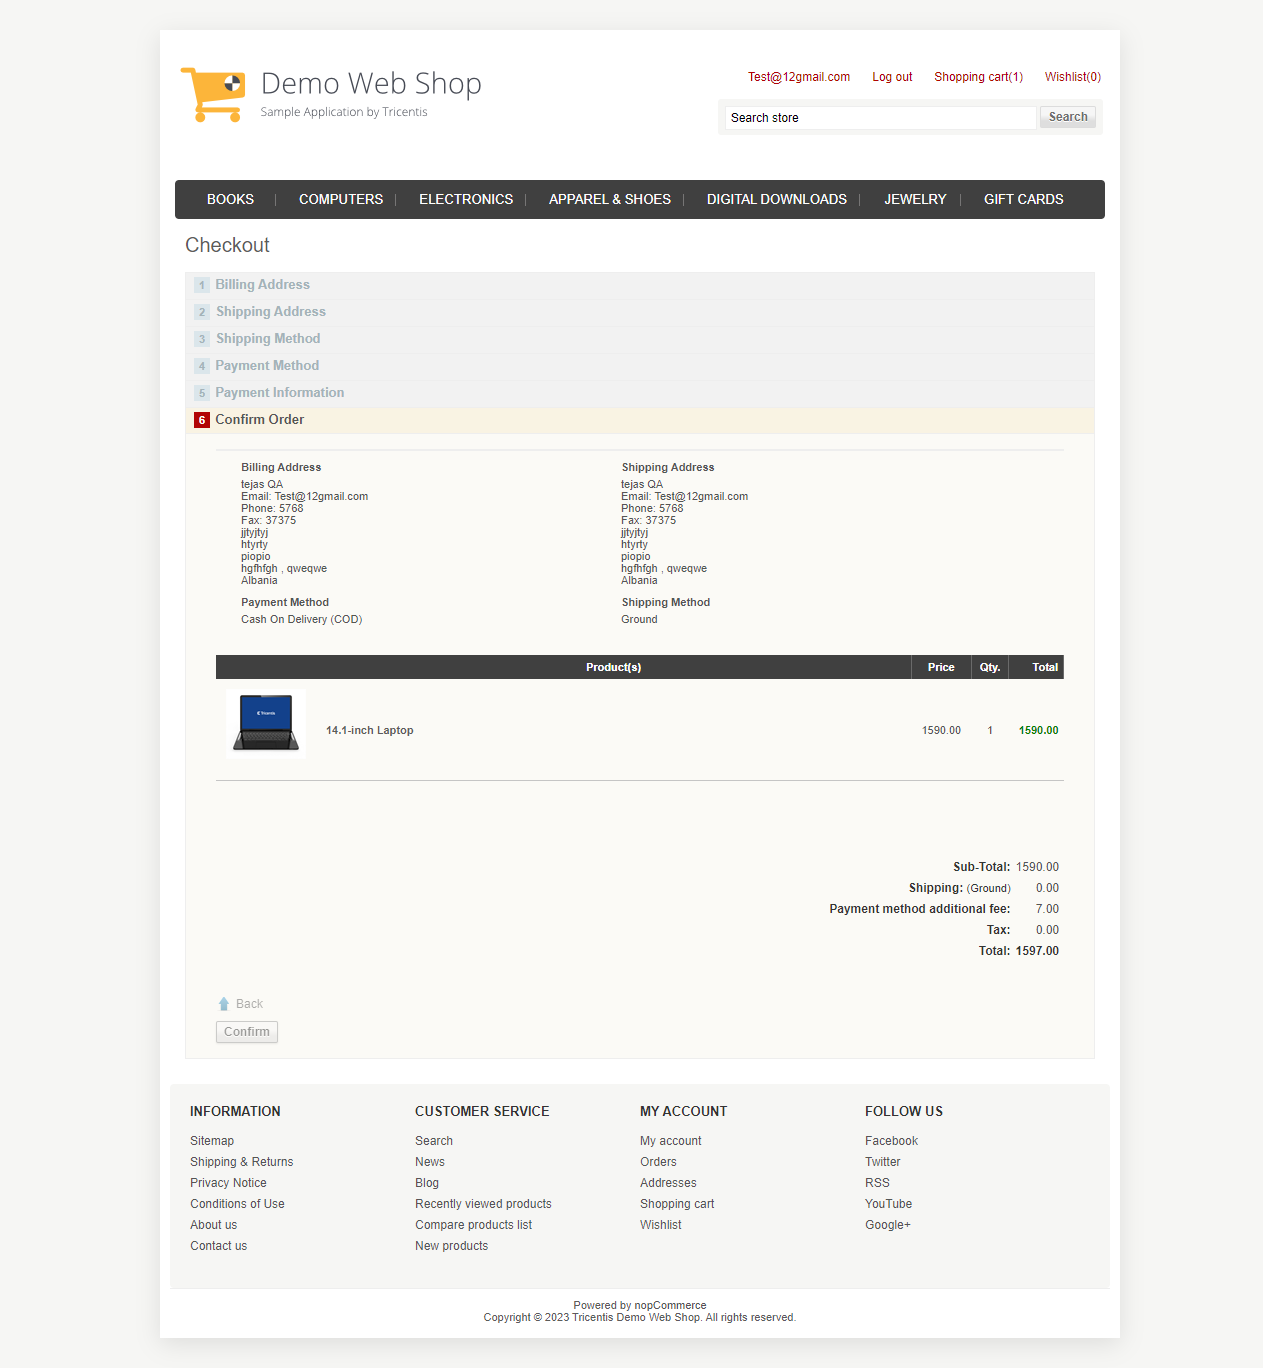 Demo Web Shop
Sample Application by Tricentis
Test@12gmail.com Log out Shopping cart(1) Wishlist(0)
Search store Search
BOOKS COMPUTERS ELECTRONICS APPAREL & SHOES DIGITAL DOWNLOADS JEWELRY GIFT CARDS
Checkout
1 Billing Address
2 Shipping Address
3 Shipping Method
4 Payment Method
5 Payment Information
6 Confirm Order
Billing Address
tejas QA
Email: Test@12gmail.com
Phone: 5768
Fax: 37375
jjtyjtyj
htyrty
piopio
hgfhfgh , qweqwe
Albania
Payment Method
Cash On Delivery (COD)
Shipping Address
tejas QA
Email: Test@12gmail.com
Phone: 5768
Fax: 37375
jjtyjtyj
htyrty
piopio
hgfhfgh , qweqwe
Albania
Shipping Method
Ground
Product(s) Price Qty. Total
Tricentis
14.1-inch Laptop 1590.00 1 1590.00
Sub-Total: 1590.00
Shipping: (Ground) 0.00
Payment method additional fee: 7.00
Tax: 0.00
Total: 1597.00
Back
Confirm
INFORMATION
Sitemap
Shipping & Returns
Privacy Notice
Conditions of Use
About us
Contact us
CUSTOMER SERVICE
Search
News
Blog
Recently viewed products
Compare products list
New products
MY ACCOUNT
My account
Orders
Addresses
Shopping cart
Wishlist
FOLLOW US
Facebook
Twitter
RSS
YouTube
Google+
Powered by nopCommerce
Copyright © 2023 Tricentis Demo Web Shop. All rights reserved.